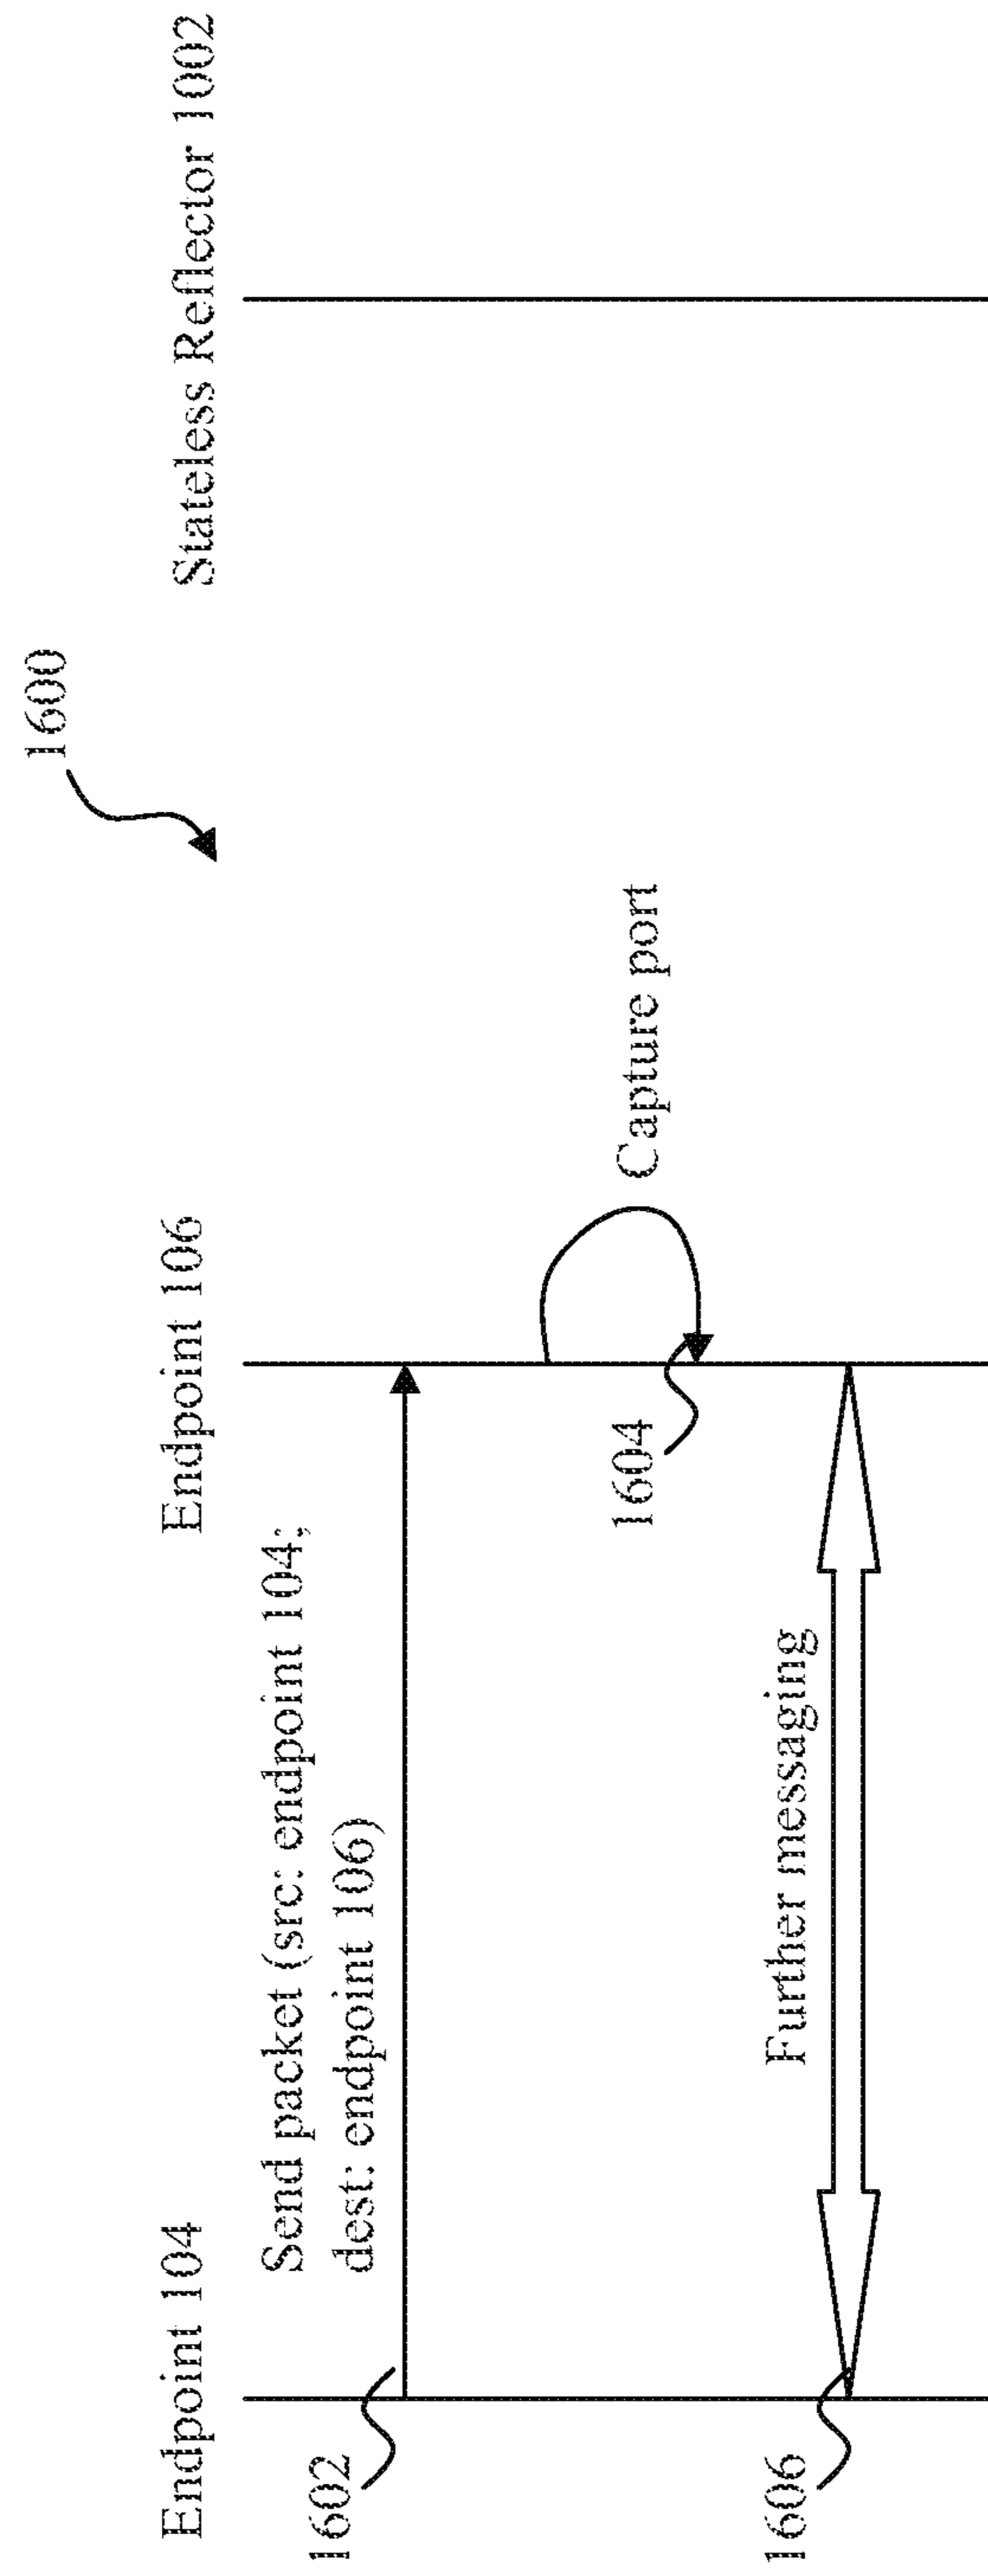 1600
Endpoint 104
Endpoint 106
Stateless Reflector 1002
Send packet (src: endpoint 104;
dest: endpoint 106)
1602
1604
Capture port
Further messaging
1606